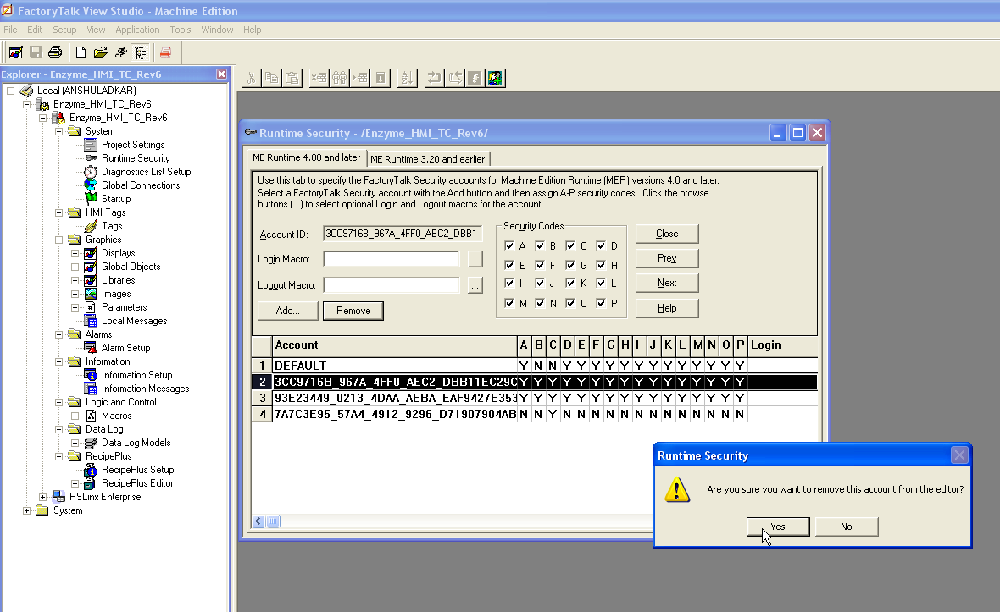 FactoryTalk View Studio - Machine Edition
File Edit Setup View Application Tools Window Help
Explorer - Enzyme_HMI_TC_Rev6
Local (ANSHULADKAR)
Enzyme_HMI_TC_Rev6
Enzyme_HMI_TC_Rev6
System
Project Settings
Runtime Security
Diagnostics List Setup
Global Connections
Startup
HMI Tags
Tags
Graphics
Displays
Global Objects
Libraries
Images
Parameters
Local Messages
Alarms
Alarm Setup
Information
Information Setup
Information Messages
Logic and Control
Macros
Data Log
Data Log Models
RecipePlus
RecipePlus Setup
RecipePlus Editor
RSLinx Enterprise
System
Runtime Security - /Enzyme_HMI_TC_Rev6/
ME Runtime 4.00 and later ME Runtime 3.20 and earlier
Use this tab to specify the FactoryTalk Security accounts for Machine Edition Runtime (MER) versions 4.0 and later.
Select a FactoryTalk Security account with the Add button and then assign A-P security codes. Click the browse
buttons (...) to select optional Login and Logout macros for the account.
Account ID: 3CC9716B_967A_4FF0_AEC2_DBB1
Login Macro: ...
Logout Macro: ...
Add... Remove
Security Codes
A B C D
E F G H
I J K L
M N O P
Close
Prev
Next
Help
Account A B C D E F G H I J K L M N O P Login
1 DEFAULT Y N N Y Y Y Y Y Y Y Y Y Y Y Y Y
2 3CC9716B_967A_4FF0_AEC2_DBB11EC29C Y Y Y Y Y Y Y Y Y Y Y Y Y Y Y Y
3 93E23449_0213_4DAA_AEBA_EAF9427E353 Y Y Y Y Y Y Y Y Y Y Y Y Y Y Y Y
4 7A7C3E95_57A4_4912_9296_D71907904AB N N Y N N N N N N N N N N N N N
Runtime Security
Are you sure you want to remove this account from the editor?
Yes No